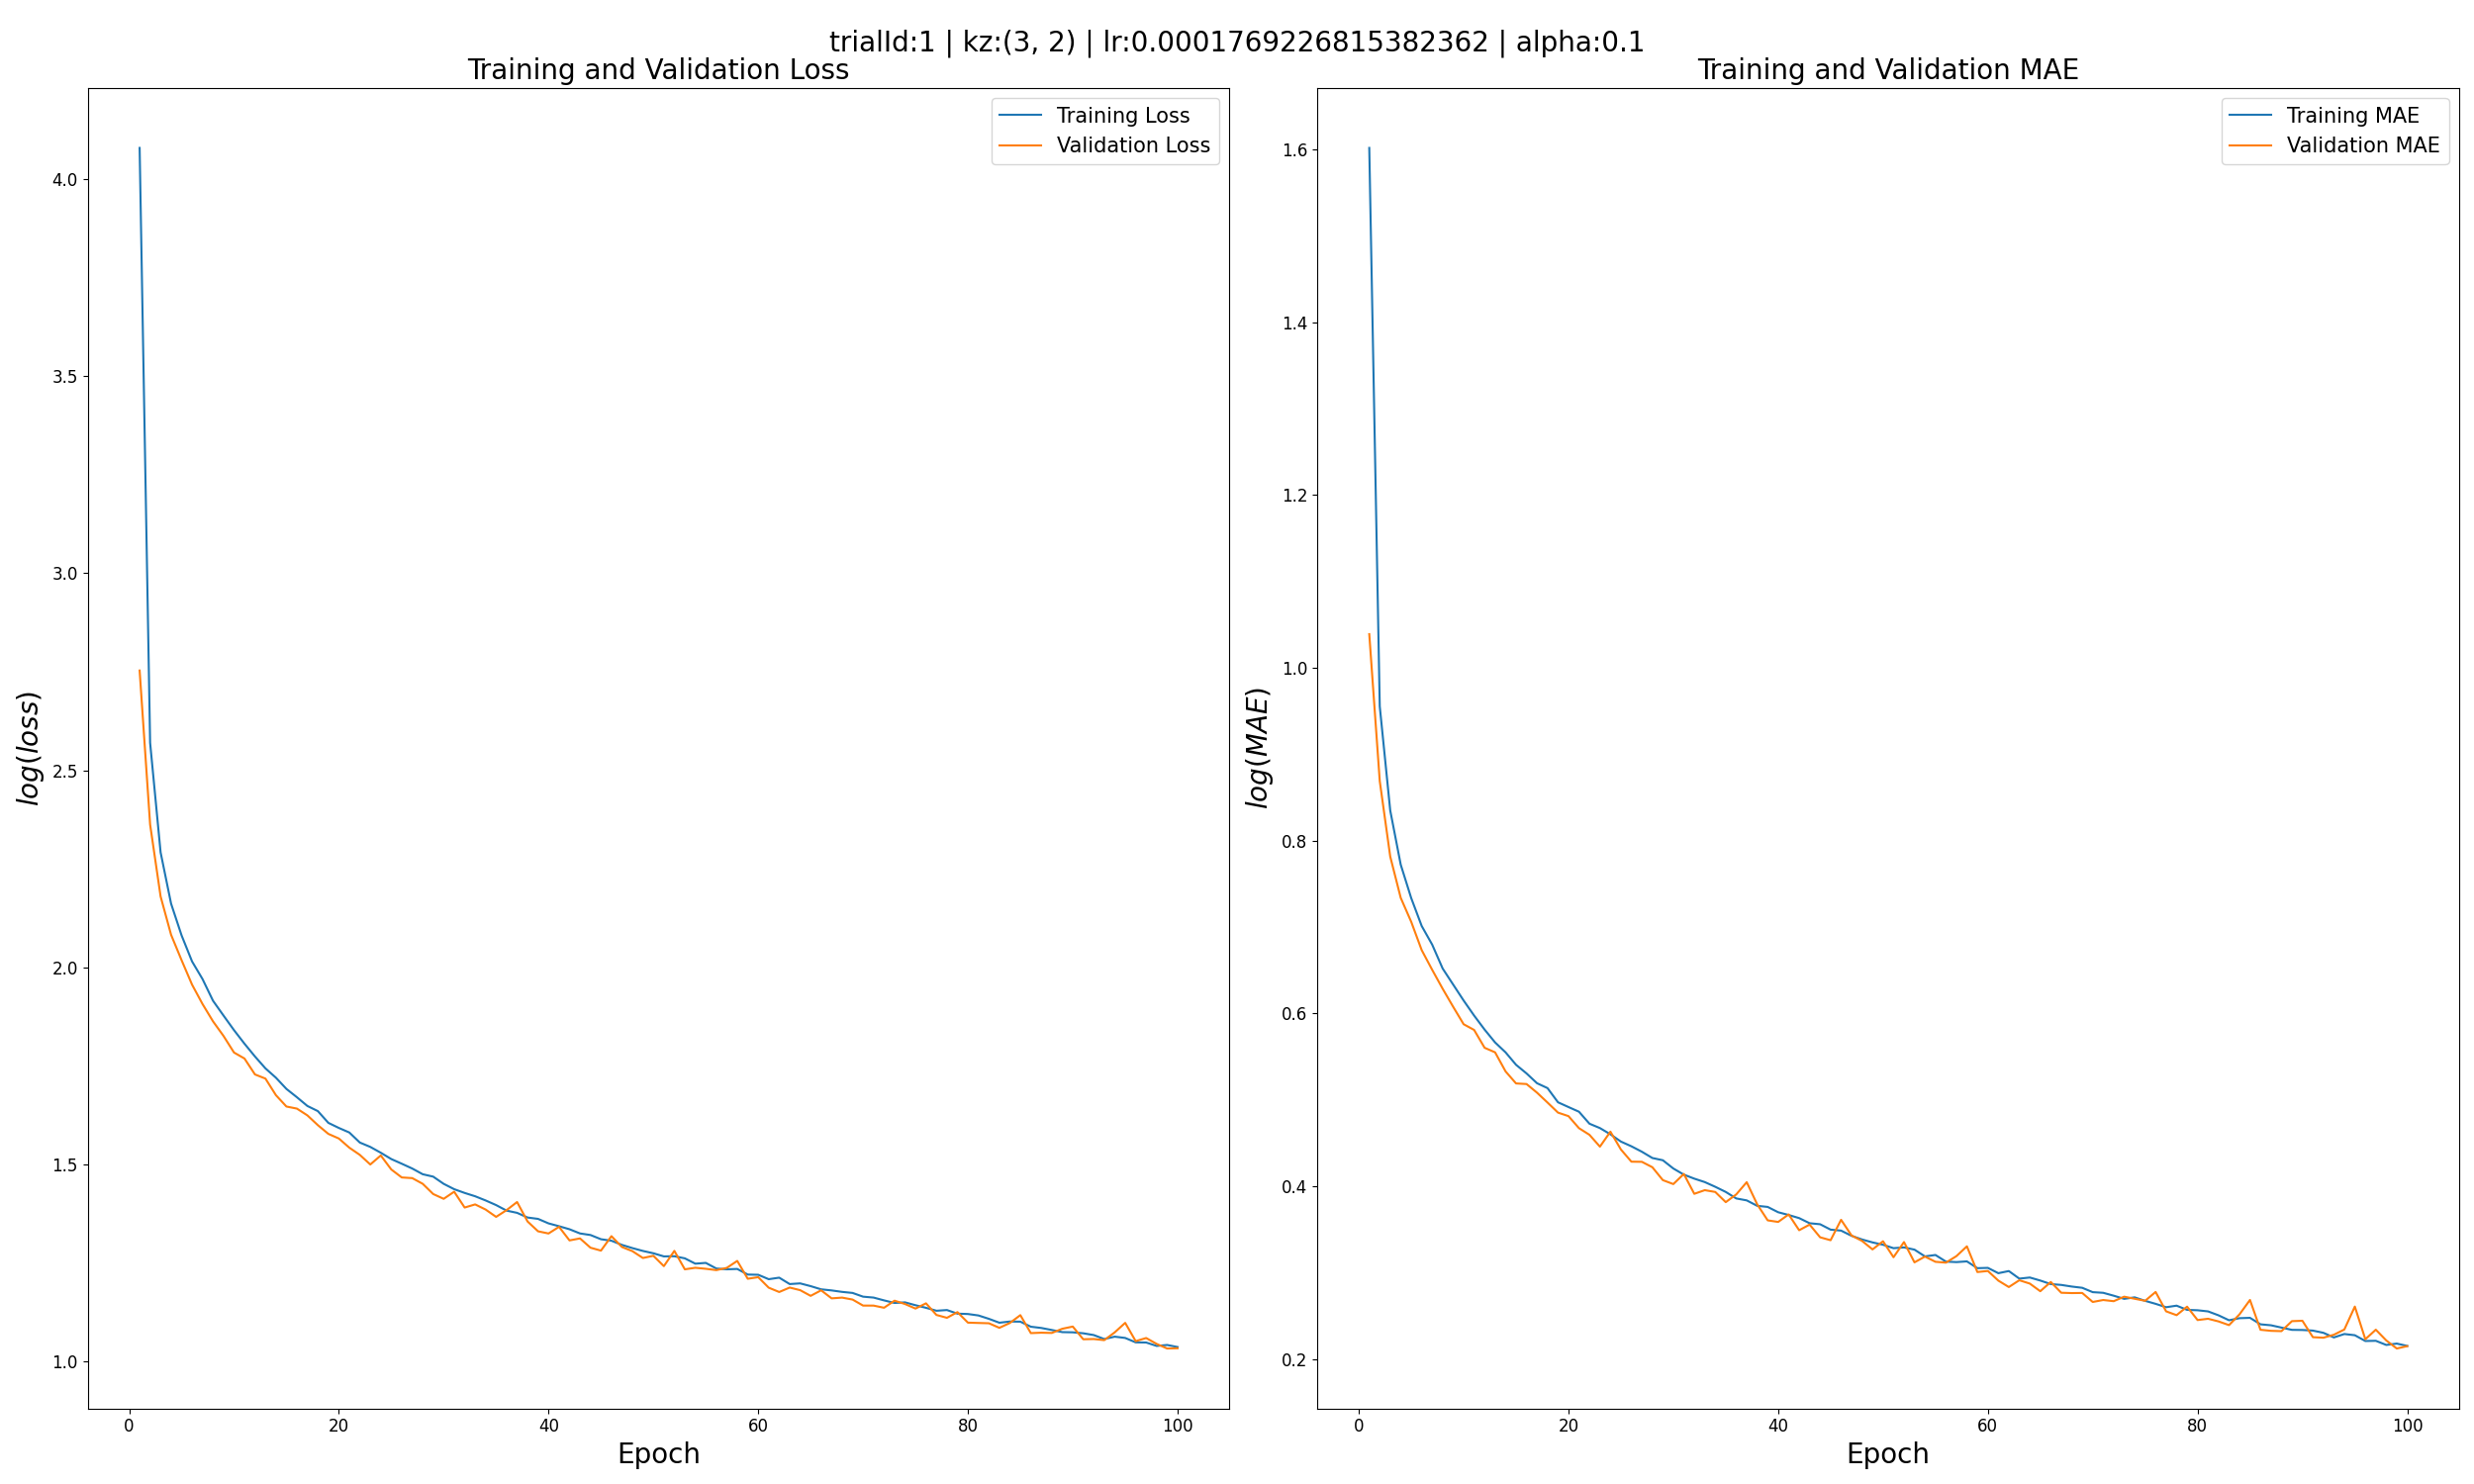 trialId:1 | kz:(3, 2) | lr:0.0001769226815382362 | alpha:0.1
Training and Validation Loss
Training Loss
Validation Loss
4.0
3.5
3.0
2.5
2.0
1.5
1.0
log(loss)
0 20 40 60 80 100
Epoch
Training and Validation MAE
Training MAE
Validation MAE
1.6
1.4
1.2
1.0
0.8
0.6
0.4
0.2
log(MAE)
0 20 40 60 80 100
Epoch